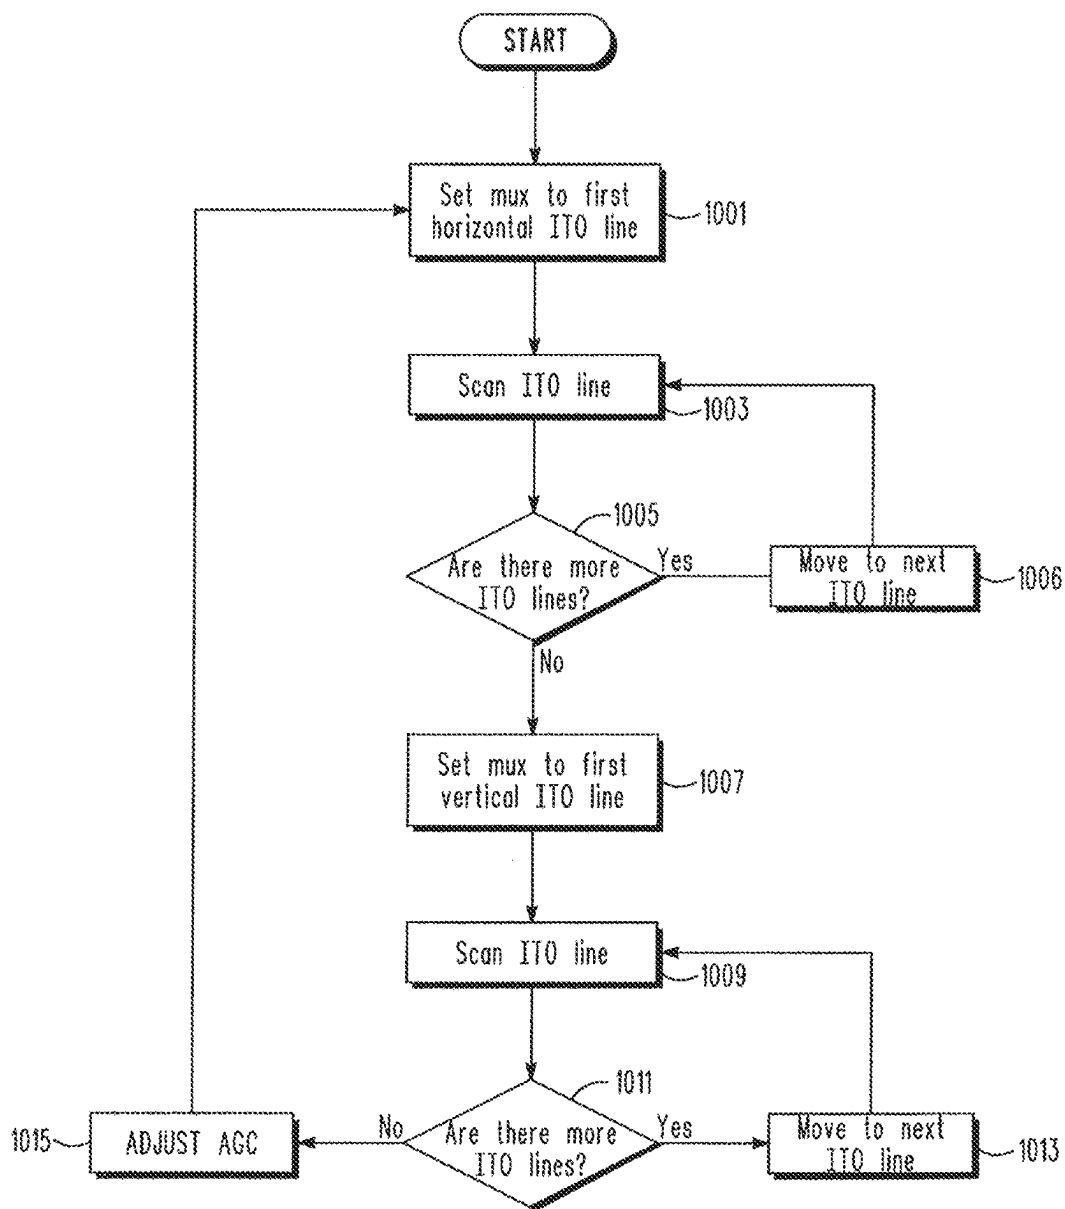 START
Set mux to first
horizontal ITO line
1001
Scan ITO line
1003
1005
Are there more
ITO lines?
Yes
Move to next
ITO line
1006
No
Set mux to first
vertical ITO line
1007
Scan ITO line
1009
1011
Are there more
ITO lines?
Yes
Move to next
ITO line
1013
No
ADJUST AGC
1015